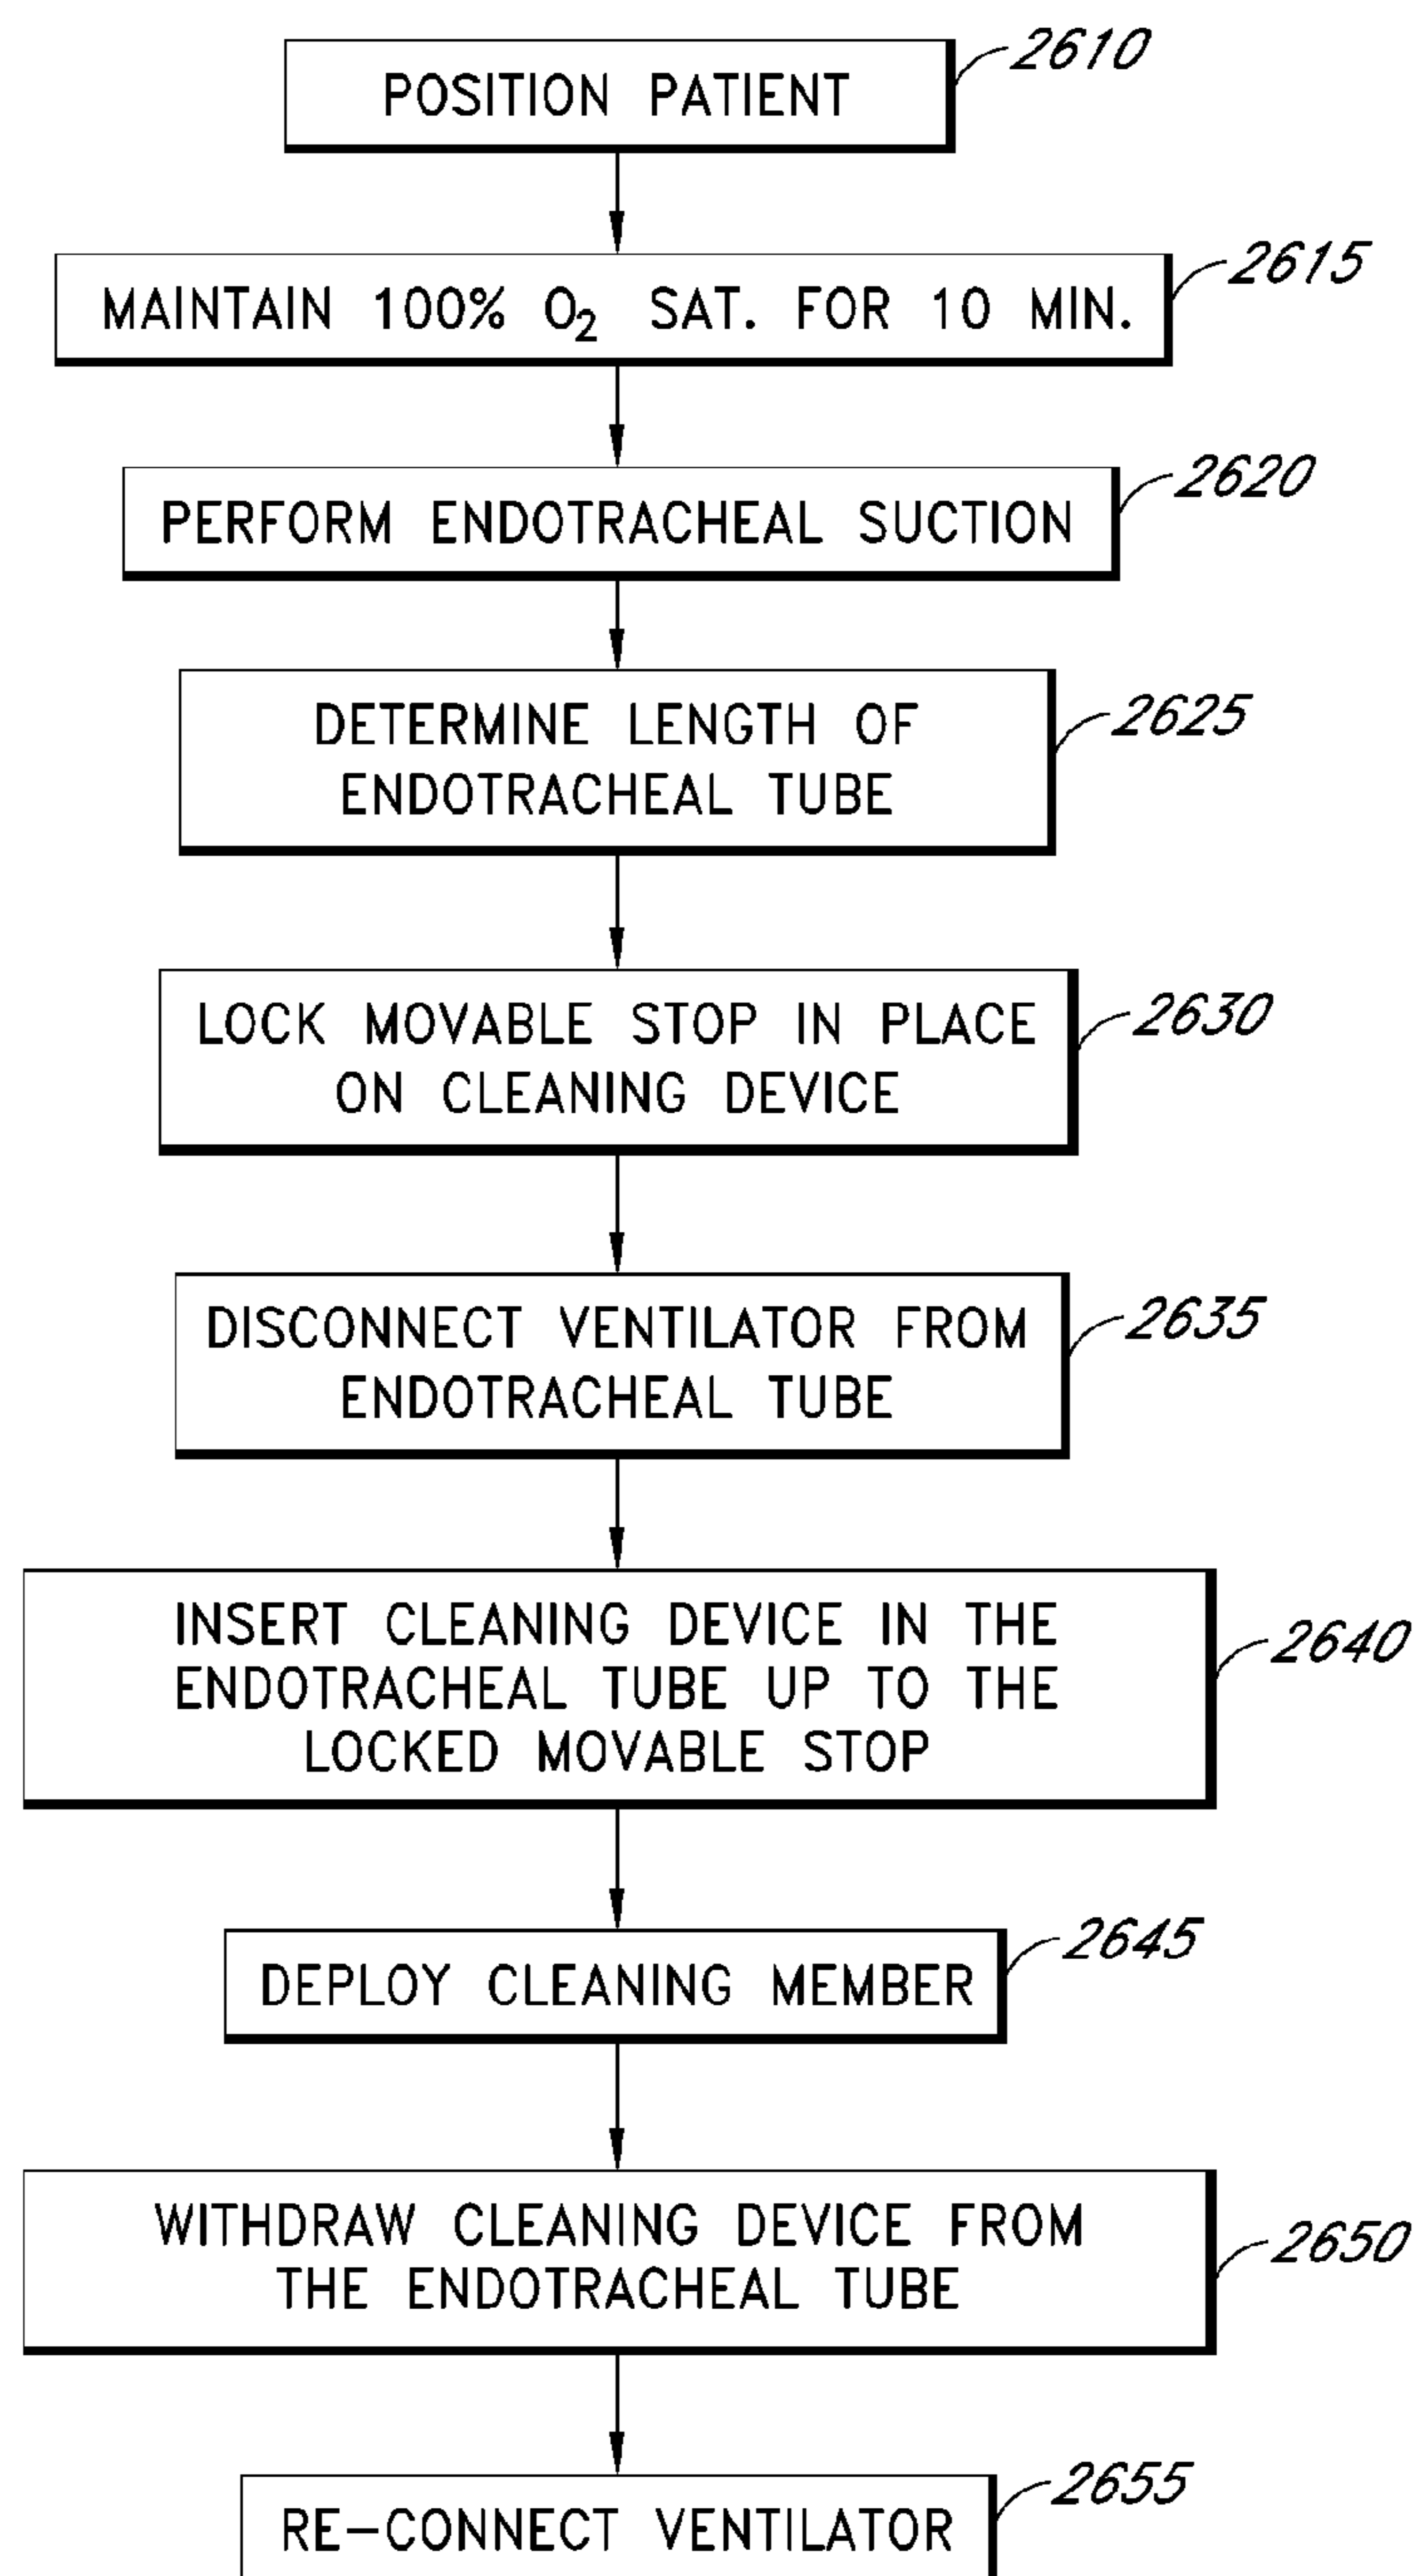 POSITION PATIENT
2610
MAINTAIN 100% O₂ SAT. FOR 10 MIN.
2615
PERFORM ENDOTRACHEAL SUCTION
2620
DETERMINE LENGTH OF
ENDOTRACHEAL TUBE
2625
LOCK MOVABLE STOP IN PLACE
ON CLEANING DEVICE
2630
DISCONNECT VENTILATOR FROM
ENDOTRACHEAL TUBE
2635
INSERT CLEANING DEVICE IN THE
ENDOTRACHEAL TUBE UP TO THE
LOCKED MOVABLE STOP
2640
DEPLOY CLEANING MEMBER
2645
WITHDRAW CLEANING DEVICE FROM
THE ENDOTRACHEAL TUBE
2650
RE-CONNECT VENTILATOR
2655